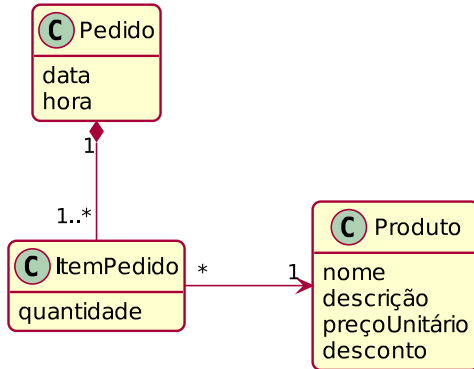 C Pedido
data
hora
1
1..*
C ItemPedido
quantidade
*
1
C Produto
nome
descrição
preçoUnitário
desconto